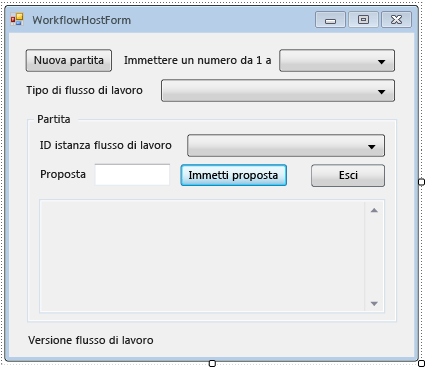 WorkflowHostForm
Nuova partita Immettere un numero da 1 a
Tipo di flusso di lavoro
Partita
ID istanza flusso di lavoro
Proposta Immetti proposta Esci
Versione flusso di lavoro